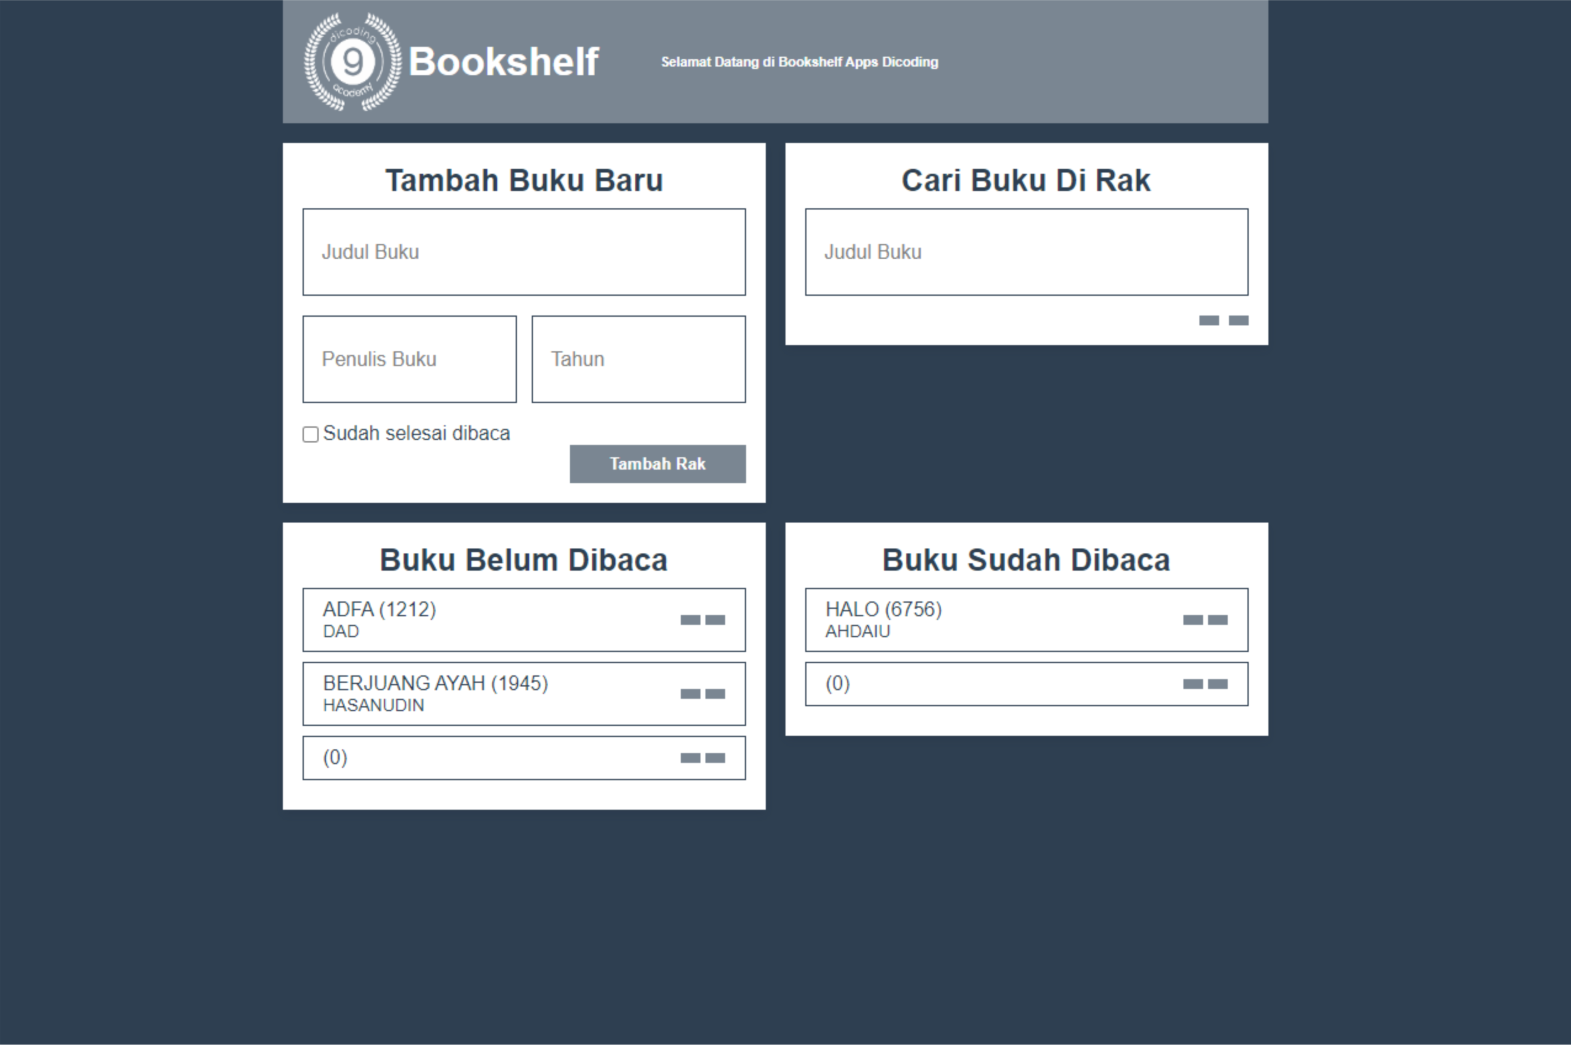 dicoding
9
academy
Bookshelf
Selamat Datang di Bookshelf Apps Dicoding
Tambah Buku Baru
Judul Buku
Penulis Buku
Tahun
Sudah selesai dibaca
Tambah Rak
Cari Buku Di Rak
Judul Buku
Buku Belum Dibaca
ADFA (1212)
DAD
BERJUANG AYAH (1945)
HASANUDIN
(0)
Buku Sudah Dibaca
HALO (6756)
AHDAIU
(0)